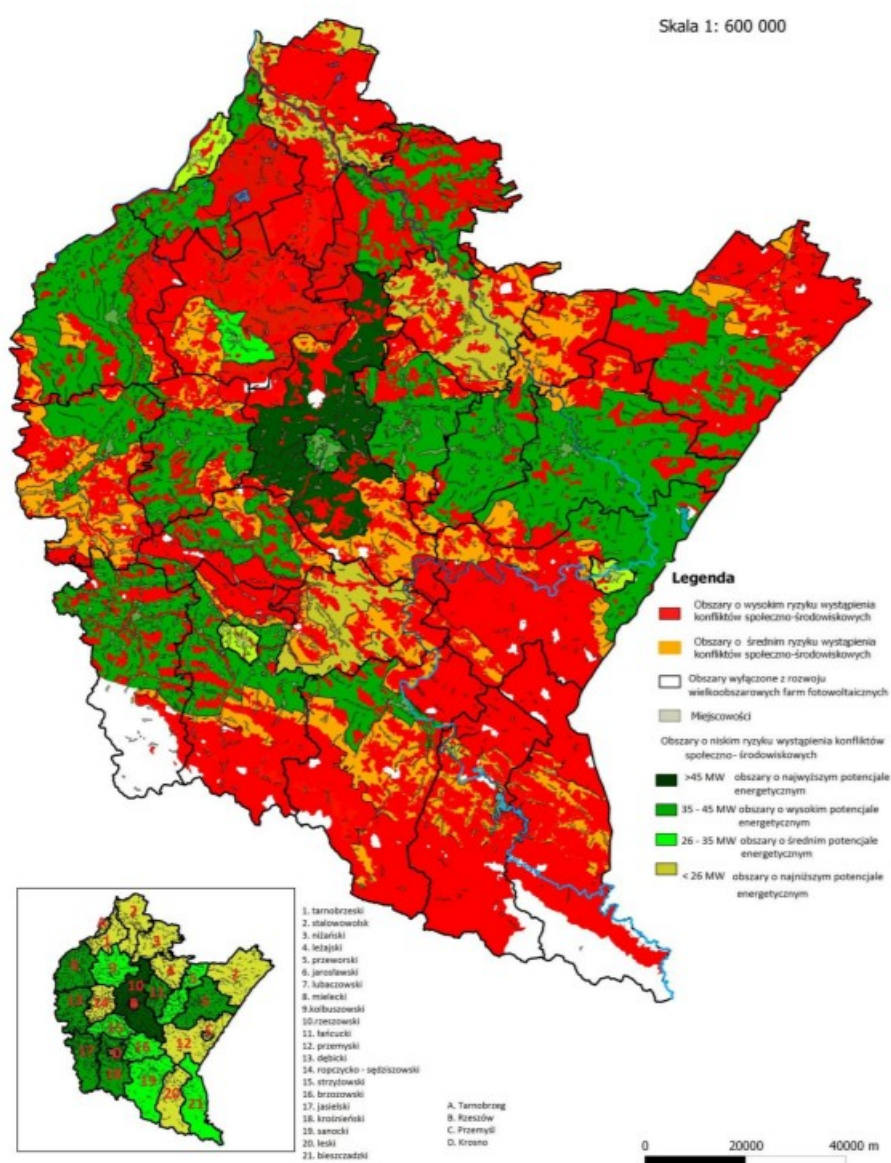 Skala 1: 600 000
Legenda
Obszary o wysokim ryzyku wystąpienia
konfliktów społeczno-środowiskowych
Obszary o średnim ryzyku wystąpienia
konfliktów społeczno-środowiskowych
Obszary wyłączone z rozwoju
wielkoobszarowych farm fotowoltaicznych
Miejscowości
Obszary o niskim ryzyku wystąpienia konfliktów
społeczno- środowiskowych
>45 MW obszary o najwyższym potencjale
energetycznym
35 - 45 MW obszary o wysokim potencjale
energetycznym
26 - 35 MW obszary o średnim potencjale
energetycznym
< 26 MW obszary o najniższym potencjale
energetycznym
1. tarnobrzeski
2. stalowowolsk
3. niżański
4. leżajski
5. przeworski
6. jarosławski
7. lubaczowski
8. mielecki
9.kolbuszowski
10.rzeszowski
11. łańcucki
12. przemyski
13. dębicki
14. ropczycko - sędziszowski
15. strzyżowski
16. brzozowski
17. jasielski
18. krośnieński
19. sanocki
20. leski
21. bieszczadzki
A. Tarnobrzeg
B. Rzeszów
C. Przemyśl
D. Krosno
0 20000 40000 m